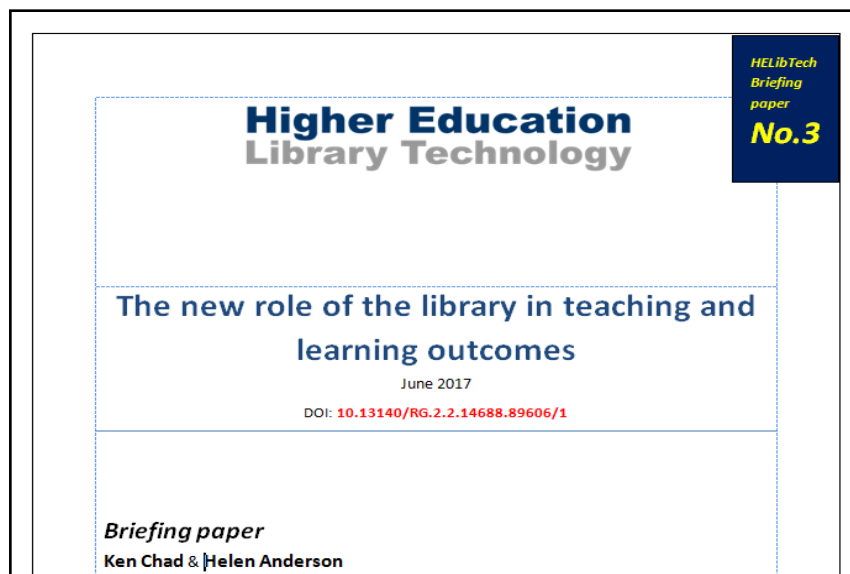 HELibTech
Briefing
paper
No.3
Higher Education
Library Technology
The new role of the library in teaching and
learning outcomes
June 2017
DOI: 10.13140/RG.2.2.14688.89606/1
Briefing paper
Ken Chad & Helen Anderson